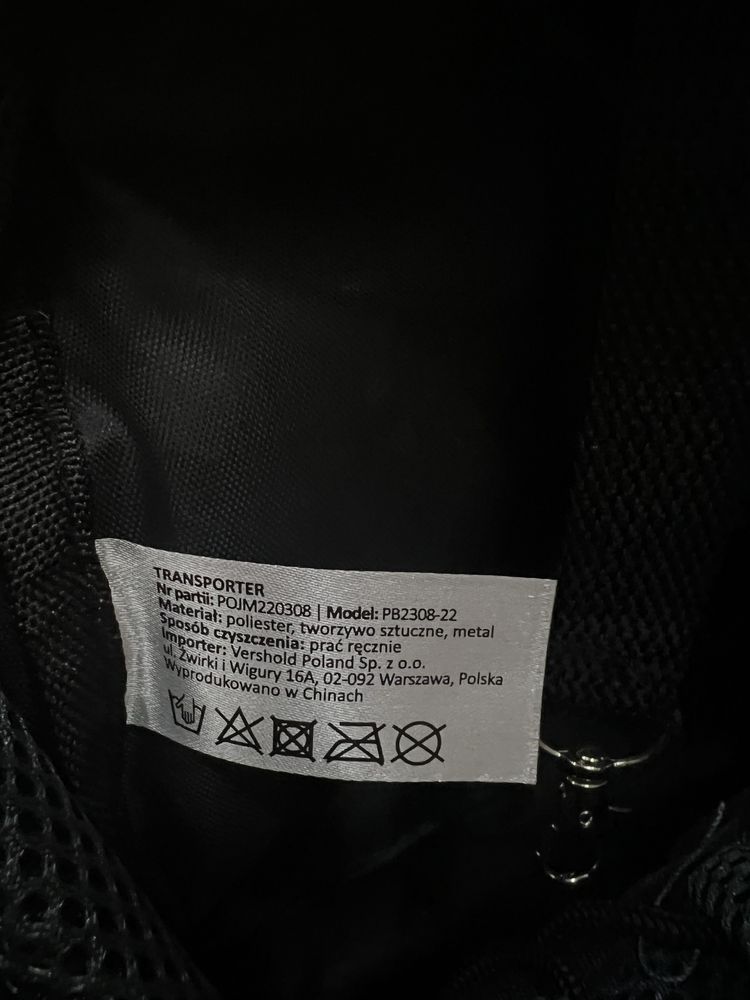 TRANSPORTER
Nr partii: POJM220308 | Model: PB2308-22
Materiał: poliester, tworzywo sztuczne, metal
Sposób czyszczenia: prać ręcznie
Importer: Vershold Poland Sp. z o.o.
ul. Żwirki i Wigury 16A, 02-092 Warszawa, Polska
Wyprodukowano w Chinach